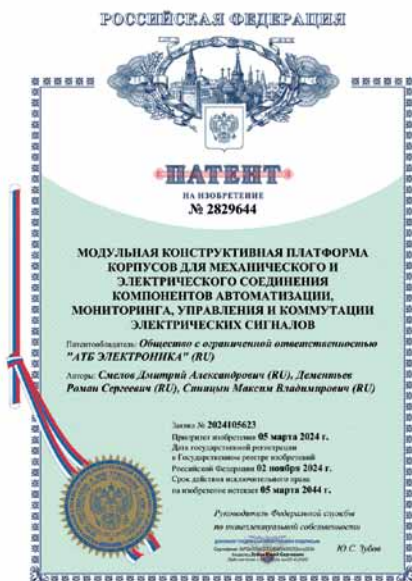 РОССИЙСКАЯ ФЕДЕРАЦИЯ
ПАТЕНТ
НА ИЗОБРЕТЕНИЕ
№ 2829644
МОДУЛЬНАЯ КОНСТРУКТИВНАЯ ПЛАТФОРМА
КОРПУСОВ ДЛЯ МЕХАНИЧЕСКОГО И
ЭЛЕКТРИЧЕСКОГО СОЕДИНЕНИЯ
КОМПОНЕНТОВ АВТОМАТИЗАЦИИ,
МОНИТОРИНГА, УПРАВЛЕНИЯ И КОММУТАЦИИ
ЭЛЕКТРИЧЕСКИХ СИГНАЛОВ
Патентообладатель: Общество с ограниченной ответственностью
"АТБ ЭЛЕКТРОНИКА" (RU)
Авторы: Смелов Дмитрий Александрович (RU), Дементьев
Роман Сергеевич (RU), Синицын Максим Владимирович (RU)
Заявка № 2024105623
Приоритет изобретения 05 марта 2024 г.
Дата государственной регистрации
в Государственном реестре изобретений
Российской Федерации 02 ноября 2024 г.
Срок действия исключительного права
на изобретение истекает 05 марта 2044 г.
Руководитель Федеральной службы
по интеллектуальной собственности
Ю.С. Зубов